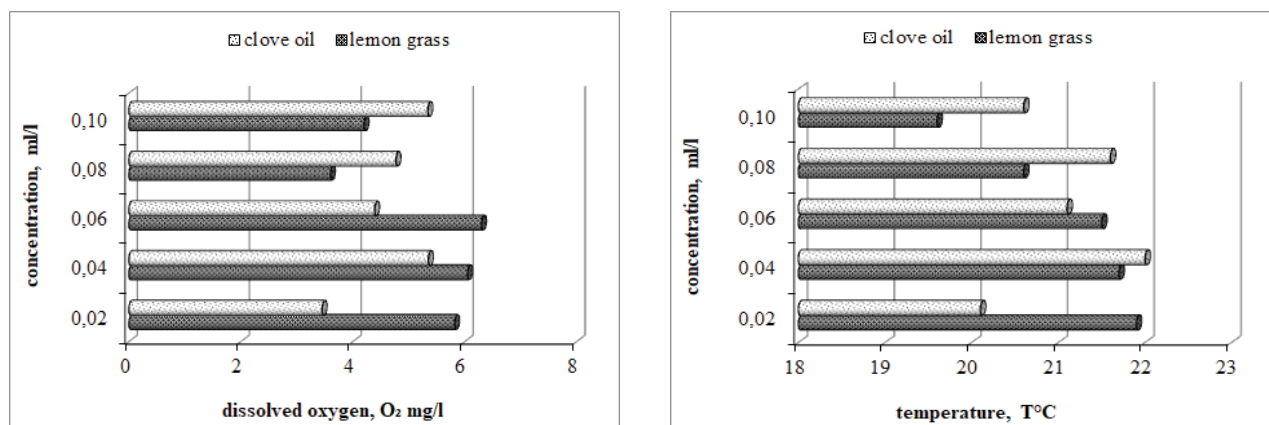 clove oil lemon grass
concentration, ml/l
0,10
0,08
0,06
0,04
0,02
0 2 4 6 8
dissolved oxygen, O₂ mg/l
clove oil lemon grass
concentration, ml/l
0,10
0,08
0,06
0,04
0,02
18 19 20 21 22 23
temperature, T°C